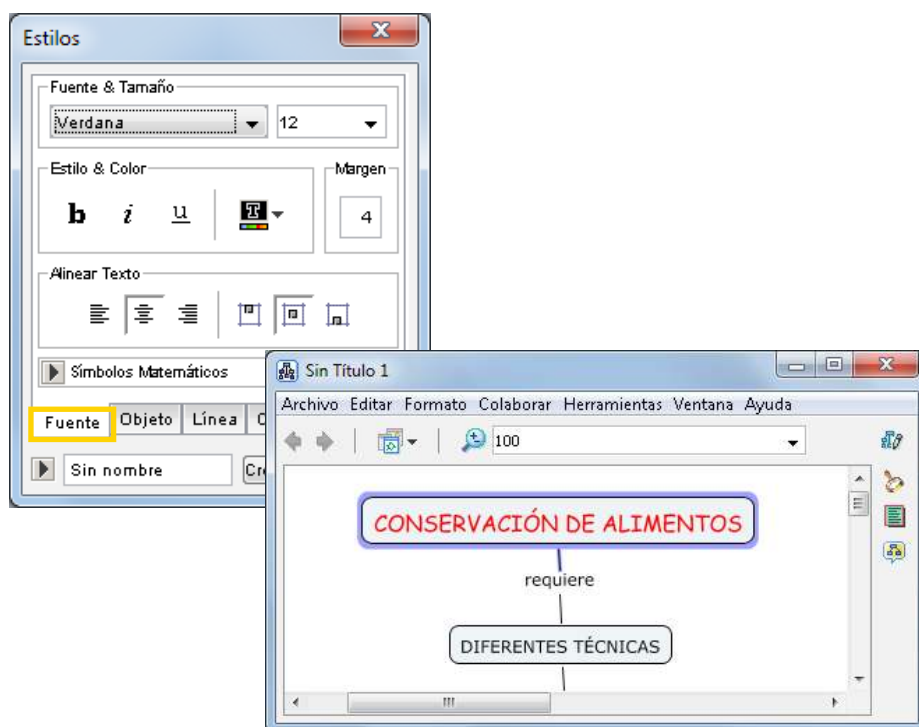 Estilos
Fuente & Tamaño
Verdana 12
Estilo & Color Margen
b i u T 4
Alinear Texto
Símbolos Matemáticos
Fuente Objeto Línea
Sin nombre
Sin Título 1
Archivo Editar Formato Colaborar Herramientas Ventana Ayuda
100
CONSERVACIÓN DE ALIMENTOS
requiere
DIFERENTES TÉCNICAS